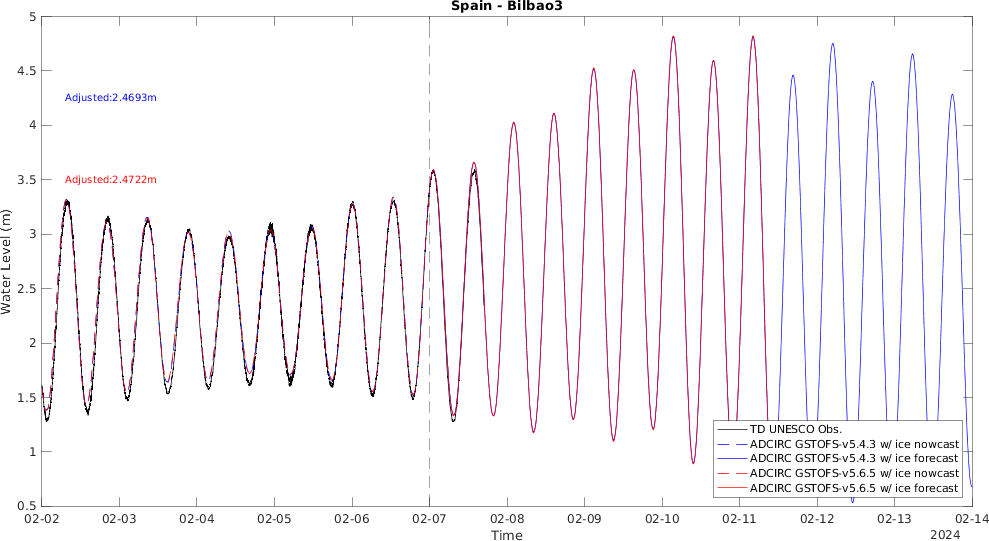 Spain - Bilbao3
5
4.5
4
3.5
3
2.5
2
1.5
1
0.5
Water Level (m)
Adjusted:2.4693m
Adjusted:2.4722m
TD UNESCO Obs.
ADCIRC GSTOFS-v5.4.3 w/ ice nowcast
ADCIRC GSTOFS-v5.4.3 w/ ice forecast
ADCIRC GSTOFS-v5.6.5 w/ ice nowcast
ADCIRC GSTOFS-v5.6.5 w/ ice forecast
02-02 02-03 02-04 02-05 02-06 02-07 02-08 02-09 02-10 02-11 02-12 02-13 02-14
Time
2024